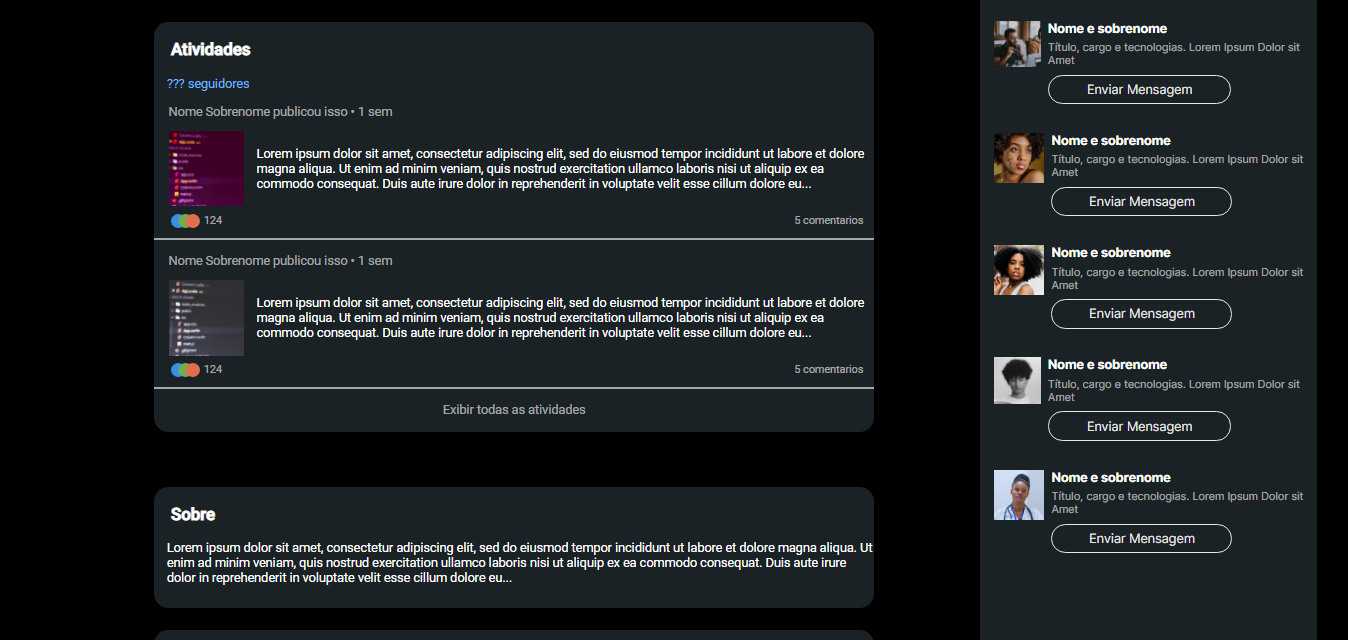 Atividades
??? seguidores
Nome Sobrenome publicou isso • 1 sem
Lorem ipsum dolor sit amet, consectetur adipiscing elit, sed do eiusmod tempor incididunt ut labore et dolore
magna aliqua. Ut enim ad minim veniam, quis nostrud exercitation ullamco laboris nisi ut aliquip ex ea
commodo consequat. Duis aute irure dolor in reprehenderit in voluptate velit esse cillum dolore eu...
124
5 comentarios
Nome Sobrenome publicou isso • 1 sem
Lorem ipsum dolor sit amet, consectetur adipiscing elit, sed do eiusmod tempor incididunt ut labore et dolore
magna aliqua. Ut enim ad minim veniam, quis nostrud exercitation ullamco laboris nisi ut aliquip ex ea
commodo consequat. Duis aute irure dolor in reprehenderit in voluptate velit esse cillum dolore eu...
124
5 comentarios
Exibir todas as atividades
Sobre
Lorem ipsum dolor sit amet, consectetur adipiscing elit, sed do eiusmod tempor incididunt ut labore et dolore magna aliqua. Ut
enim ad minim veniam, quis nostrud exercitation ullamco laboris nisi ut aliquip ex ea commodo consequat. Duis aute irure
dolor in reprehenderit in voluptate velit esse cillum dolore eu...
Nome e sobrenome
Título, cargo e tecnologias. Lorem Ipsum Dolor sit
Amet
Enviar Mensagem
Nome e sobrenome
Título, cargo e tecnologias. Lorem Ipsum Dolor sit
Amet
Enviar Mensagem
Nome e sobrenome
Título, cargo e tecnologias. Lorem Ipsum Dolor sit
Amet
Enviar Mensagem
Nome e sobrenome
Título, cargo e tecnologias. Lorem Ipsum Dolor sit
Amet
Enviar Mensagem
Nome e sobrenome
Título, cargo e tecnologias. Lorem Ipsum Dolor sit
Amet
Enviar Mensagem